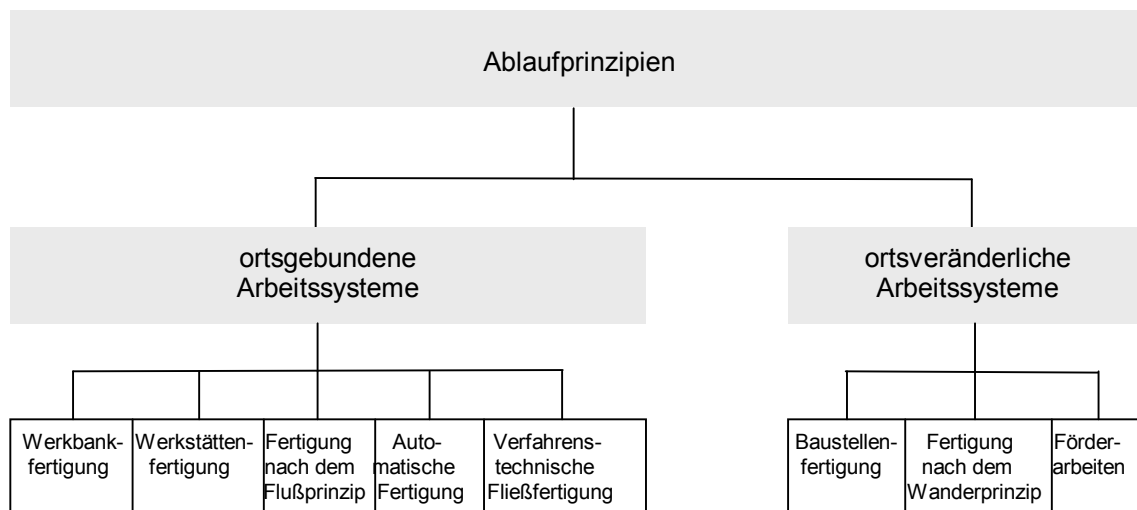 Ablaufprinzipien
ortsgebundene
Arbeitssysteme
ortsveränderliche
Arbeitssysteme
Werkbank-
fertigung
Werkstätten-
fertigung
Fertigung
nach dem
Flußprinzip
Auto-
matische
Fertigung
Verfahrens-
technische
Fließfertigung
Baustellen-
fertigung
Fertigung
nach dem
Wanderprinzip
Förder-
arbeiten